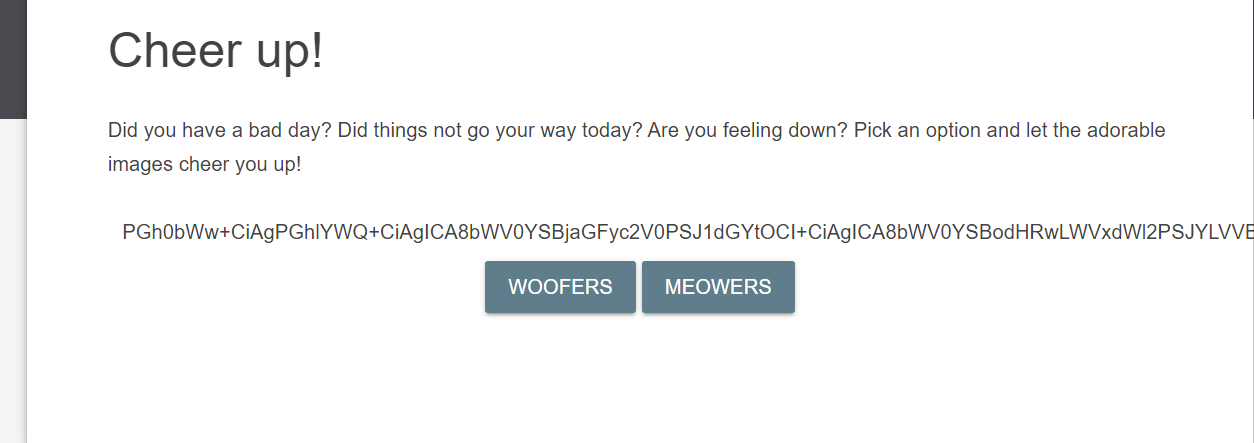 Cheer up!
Did you have a bad day? Did things not go your way today? Are you feeling down? Pick an option and let the adorable
images cheer you up!
PGh0bWw+CiAgPGhlYWQ+CiAgICA8bWV0YSBjaGFyc2V0PSJ1dGYtOCI+CiAgICA8bWV0YSBodHRwLWVxdWl2PSJYLVVB
WOOFERS MEOWERS